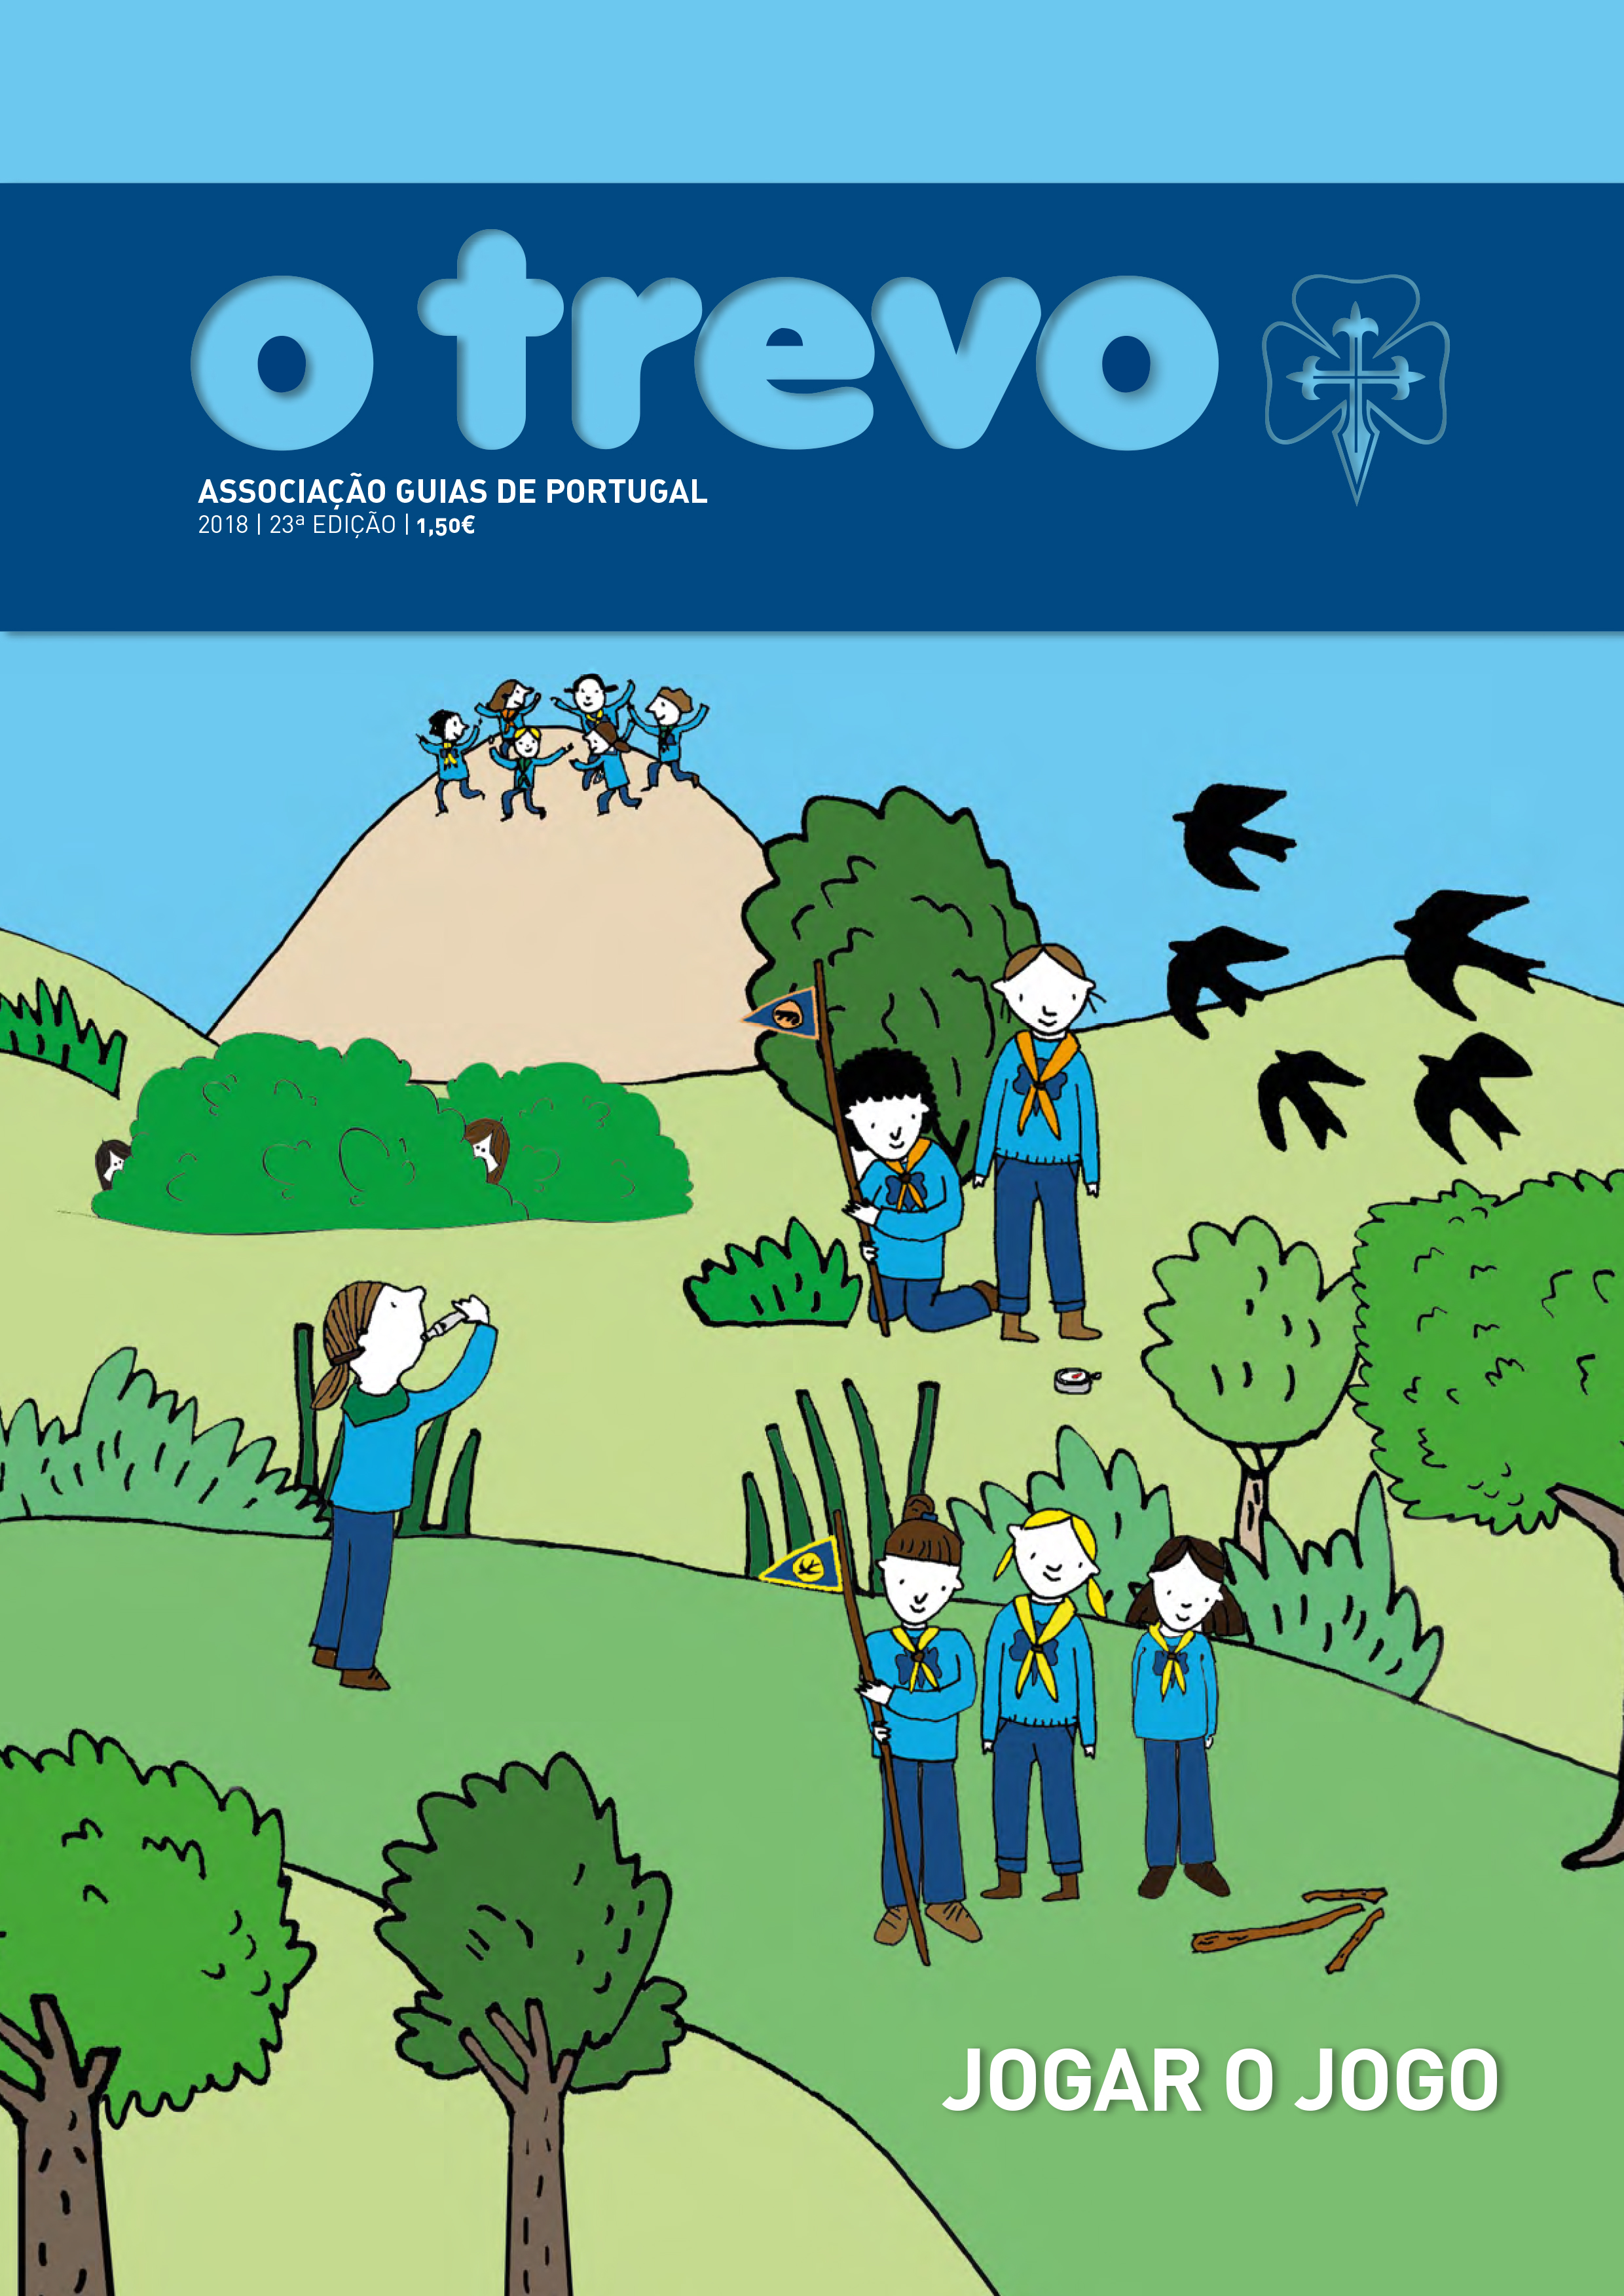 o trevo
ASSOCIAÇÃO GUIAS DE PORTUGAL
2018 | 23ª EDIÇÃO | 1,50€
JOGAR O JOGO